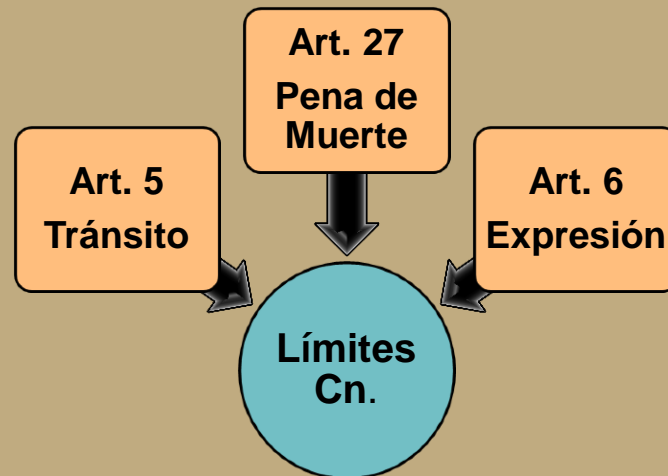 Art. 27
Pena de
Muerte
Art. 5
Tránsito
Art. 6
Expresión
Límites
Cn.